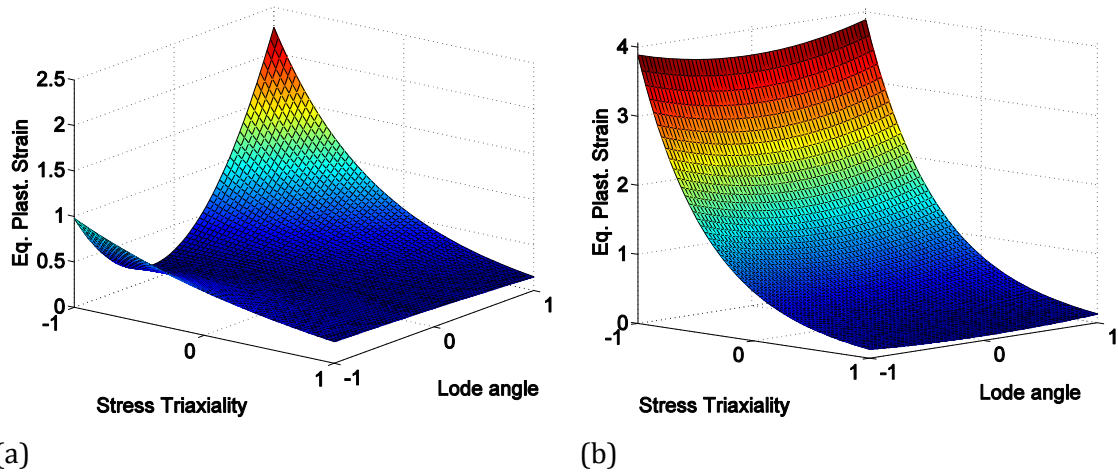 2.5
2
1.5
1
0.5
0
-1
0
1
-1
0
1
Eq. Plast. Strain
Stress Triaxiality
Lode angle
(a)
4
3
2
1
0
-1
0
1
-1
0
1
Eq. Plast. Strain
Stress Triaxiality
Lode angle
(b)